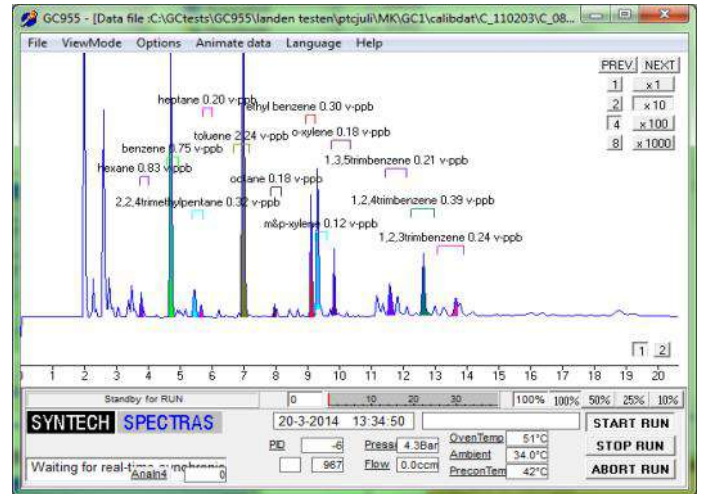 GC955 - [Data file :C:\GCtests\GC955\landen testen\ptcjuli\MK\GC1\calibdat\C_110203\C_08...
File ViewMode Options Animate data Language Help
PREV. NEXT
1 x 1
2 x 10
4 x 100
8 x 1000
heptane 0.20 v-ppb
ethyl benzene 0.30 v-ppb
toluene 2.24 v-ppb
o-xylene 0.18 v-ppb
benzene 0.75 v-ppb
1,3,5trimbenzene 0.21 v-ppb
hexane 0.83 v-ppb
octane 0.18 v-ppb
2,2,4trimethylpentane 0.32 v-ppb
1,2,4trimbenzene 0.39 v-ppb
m&p-xylene 0.12 v-ppb
1,2,3trimbenzene 0.24 v-ppb
1 2
1 2 3 4 5 6 7 8 9 10 11 12 13 14 15 16 17 18 19 20
Standby for RUN 0 10 20 30 100% 100% 50% 25% 10%
SYNTECH SPECTRAS 20-3-2014 13:34:50 START RUN
PID -6 Press 4.3Bar OvenTemp 51°C STOP RUN
967 Flow 0.0ccm Ambient 34.0°C
Waiting for real-time PreconTem 42°C ABORT RUN
Analn4 0